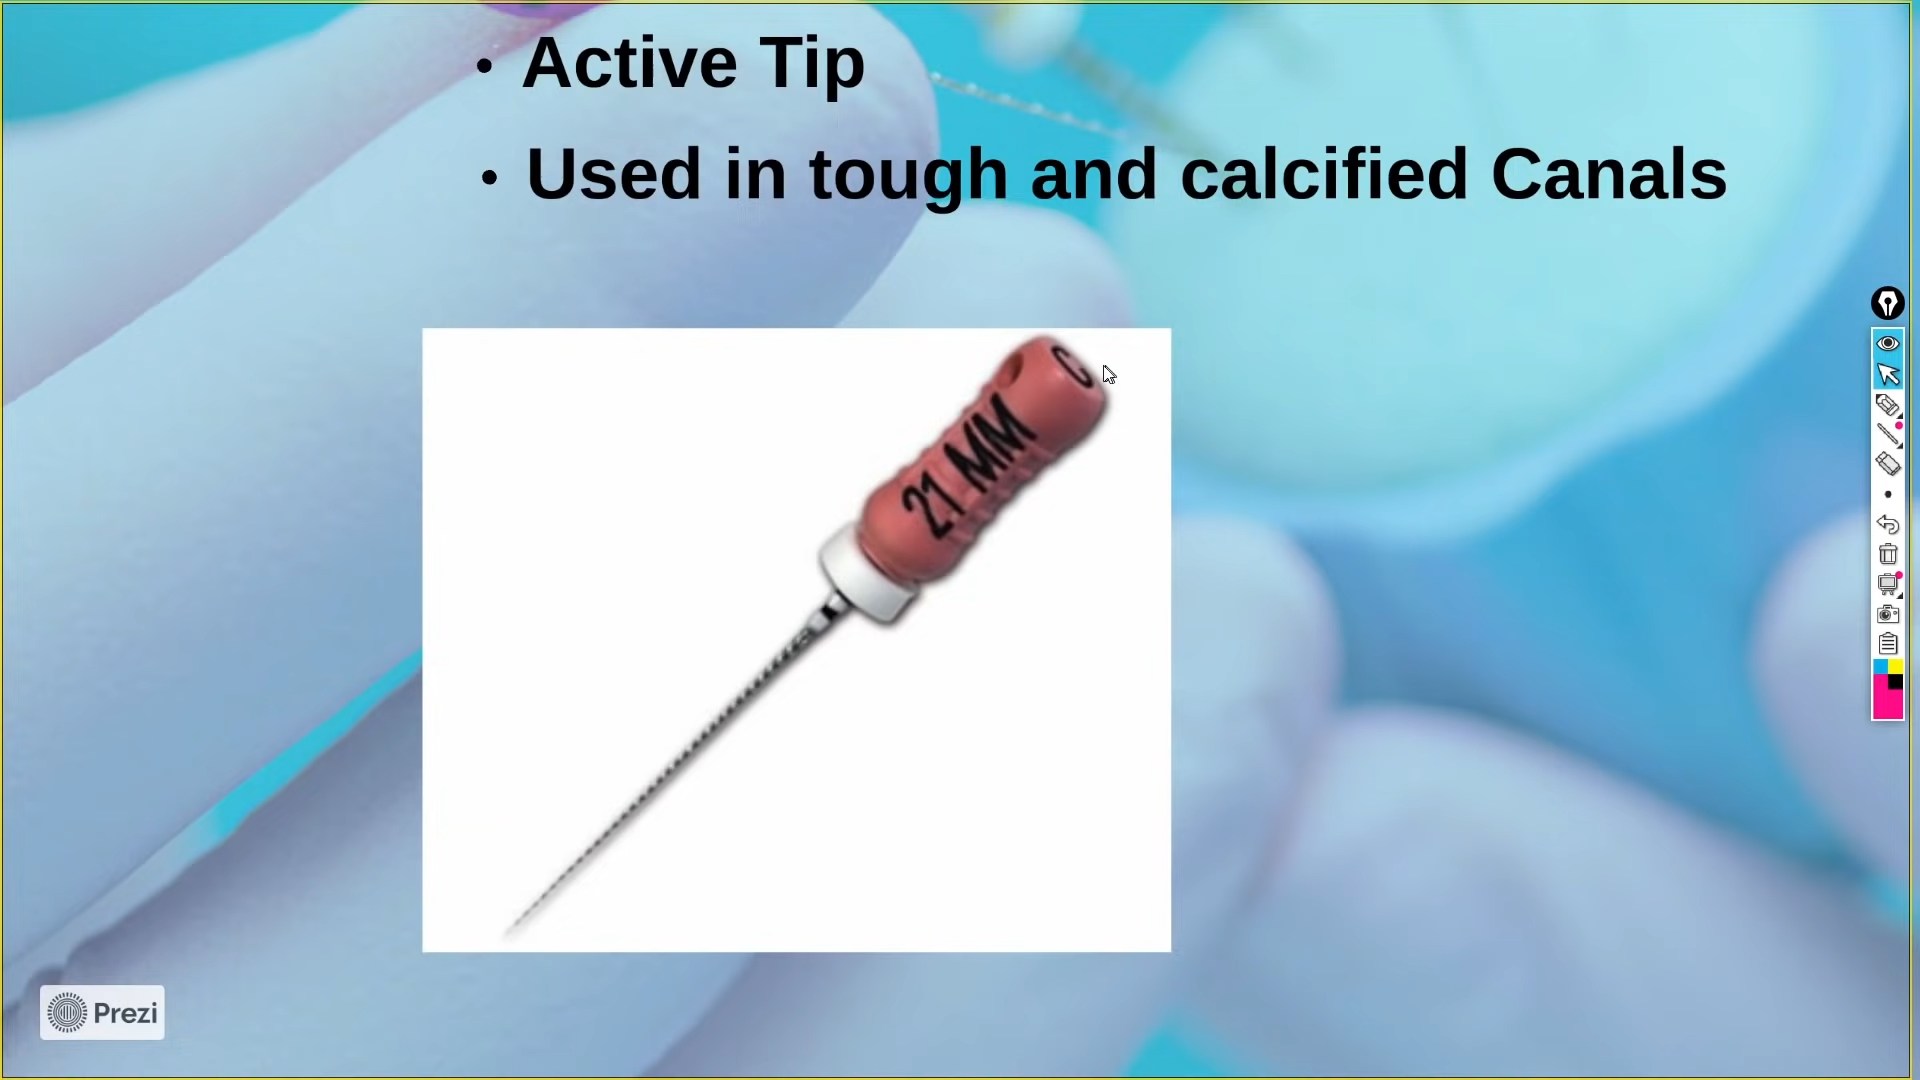 • Active Tip
• Used in tough and calcified Canals
C
21 MM
Prezi